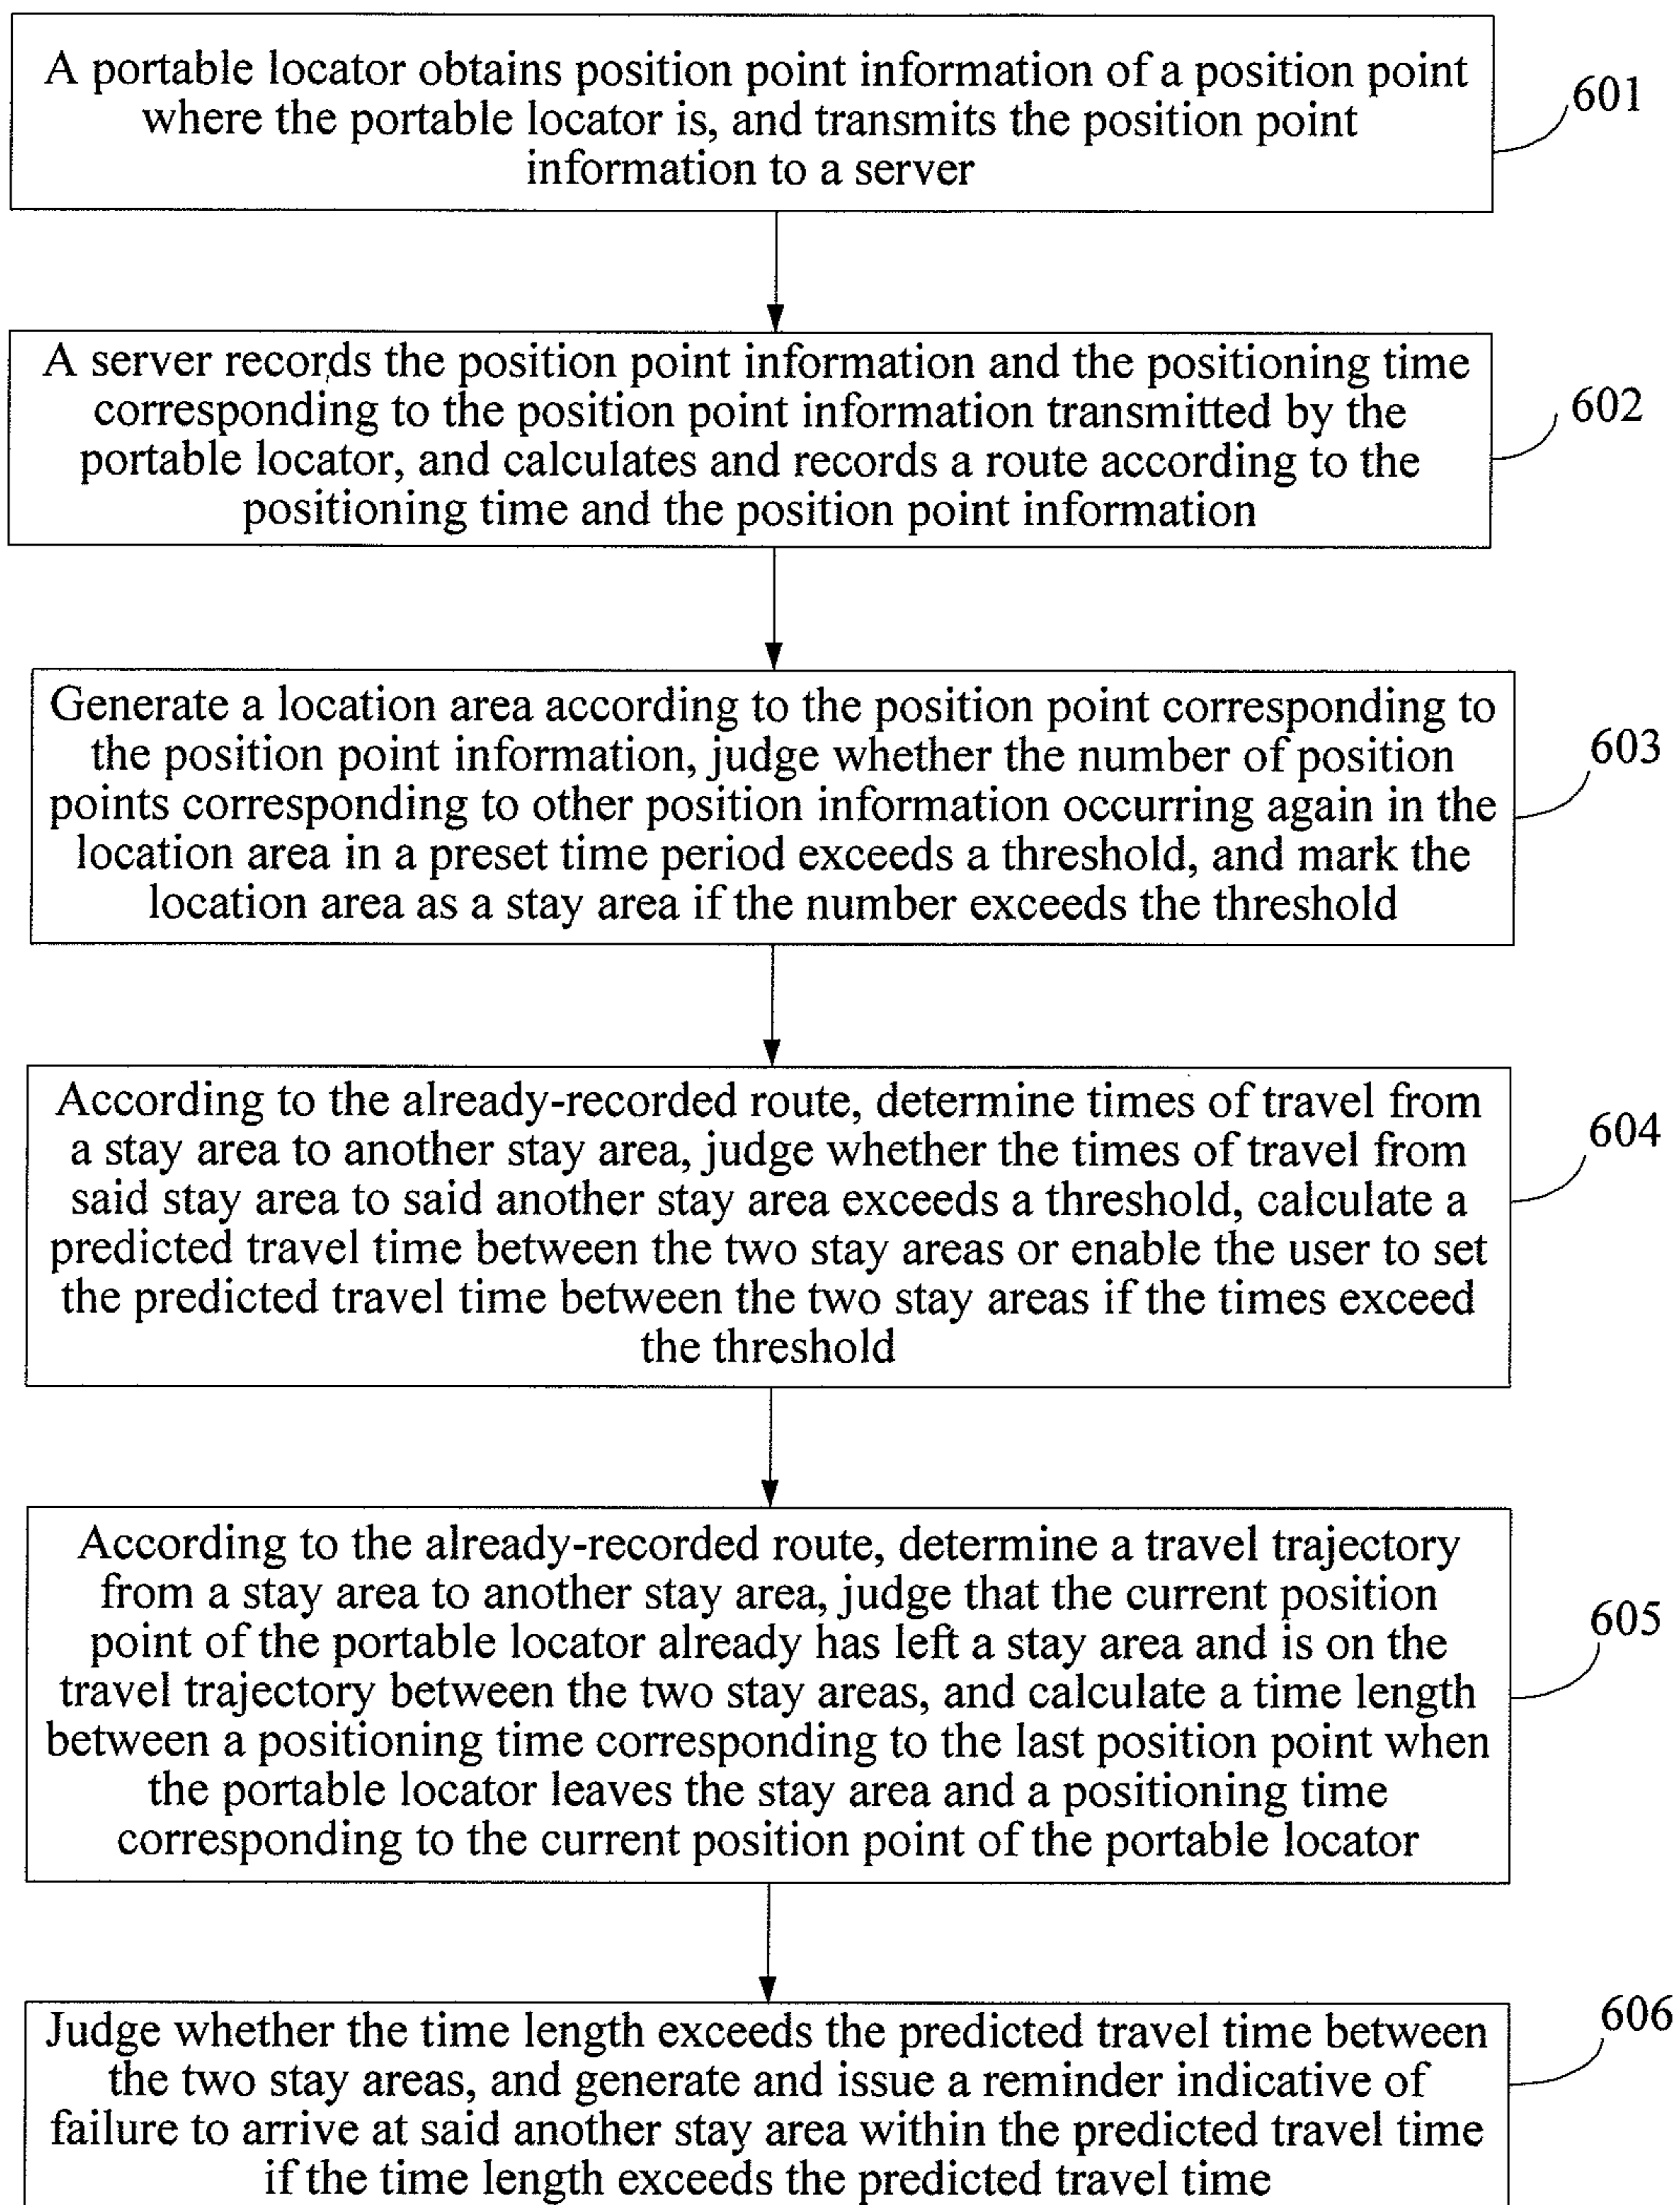 A portable locator obtains position point information of a position point
where the portable locator is, and transmits the position point
information to a server
601
A server records the position point information and the positioning time
corresponding to the position point information transmitted by the
portable locator, and calculates and records a route according to the
positioning time and the position point information
602
Generate a location area according to the position point corresponding to
the position point information, judge whether the number of position
points corresponding to other position information occurring again in the
location area in a preset time period exceeds a threshold, and mark the
location area as a stay area if the number exceeds the threshold
603
According to the already-recorded route, determine times of travel from
a stay area to another stay area, judge whether the times of travel from
said stay area to said another stay area exceeds a threshold, calculate a
predicted travel time between the two stay areas or enable the user to set
the predicted travel time between the two stay areas if the times exceed
the threshold
604
According to the already-recorded route, determine a travel trajectory
from a stay area to another stay area, judge that the current position
point of the portable locator already has left a stay area and is on the
travel trajectory between the two stay areas, and calculate a time length
between a positioning time corresponding to the last position point when
the portable locator leaves the stay area and a positioning time
corresponding to the current position point of the portable locator
605
Judge whether the time length exceeds the predicted travel time between
the two stay areas, and generate and issue a reminder indicative of
failure to arrive at said another stay area within the predicted travel time
if the time length exceeds the predicted travel time
606